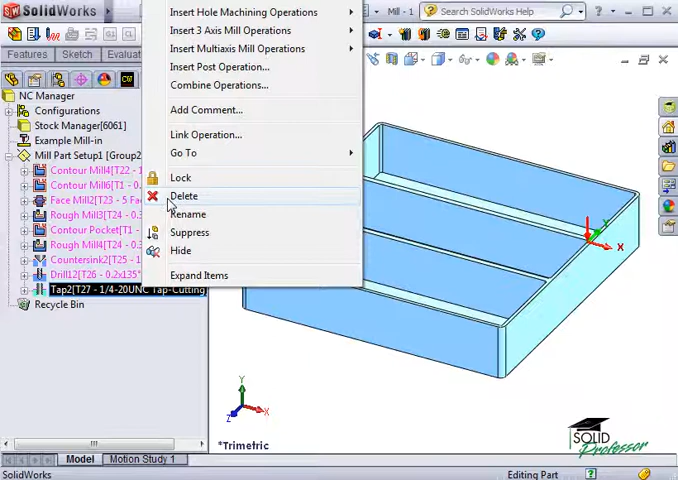 SOLIDWORKS
Mill - 1
Search SolidWorks
Features
Sketch
Evaluat
Insert Hole Machining Operations
Insert 3 Axis Mill Operations
Insert Multiaxis Mill Operations
Insert Post Operation...
Combine Operations...
Add Comment...
Link Operation...
Go To
Lock
Delete
Rename
Suppress
Hide
Expand Items
NC Manager
Configurations
Stock Manager[6061]
Example Mill-in
Mill Part Setup1 [Group2
Contour Mill4[T22 - 1
Contour Mill6[T1 - 0
Face Mill2[T23 - 5 F
Rough Mill3[T24 - 0
Contour Pocket[T1 -
Rough Mill2[T24 - 0
Countersink2[T25 -
Drill12[T26 - 0.2x135°
Tap2[T27 - 1/4-20UNC Tap-Cutting]
Recycle Bin
X
Y
Y
X
Z
*Trimetric
SOLID
Professor
Model
Motion Study 1
SolidWorks
Editing Part